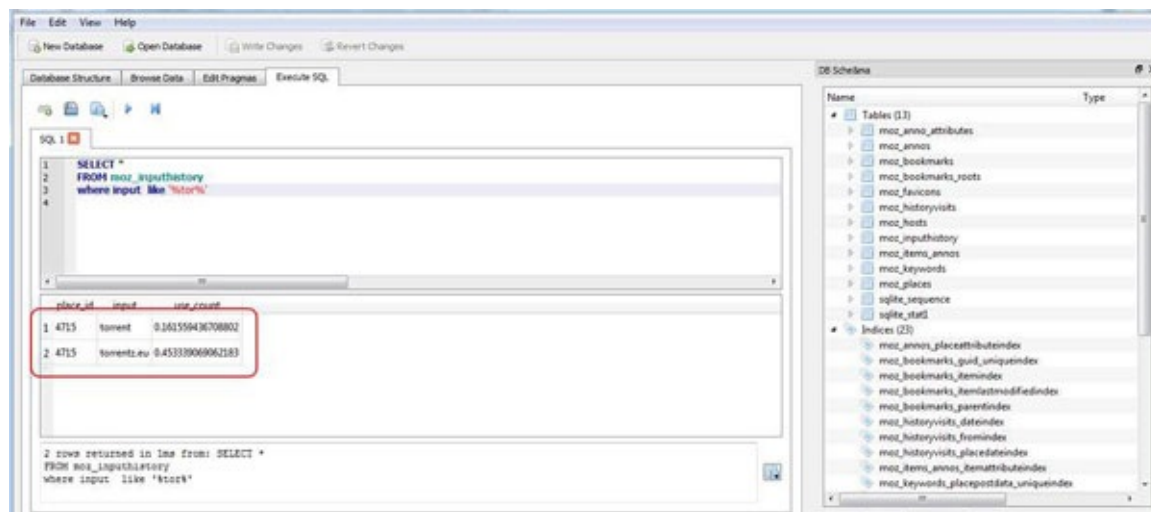 File Edit View Help
New Database Open Database Write Changes Revert Changes
Database Structure Browse Data Edit Pragmas Execute SQL
SQL 1
1 SELECT *
2 FROM moz_inputhistory
3 where input like '%tor%'
4
place_id input use_count
1 4715 torrent 0.161559436708802
2 4715 torrentz.eu 0.453339069062183
2 rows returned in 1ms from: SELECT *
FROM moz_inputhistory
where input like '%tor%'
DB Schema
Name Type
Tables (13)
moz_anno_attributes
moz_annos
moz_bookmarks
moz_bookmarks_roots
moz_favicons
moz_historyvisits
moz_hosts
moz_inputhistory
moz_items_annos
moz_keywords
moz_places
sqlite_sequence
sqlite_stat1
Indices (23)
moz_annos_placeattributeindex
moz_bookmarks_guid_uniqueindex
moz_bookmarks_itemindex
moz_bookmarks_itemlastmodifiedindex
moz_bookmarks_parentindex
moz_historyvisits_dateindex
moz_historyvisits_fromindex
moz_historyvisits_placedateindex
moz_items_annos_itemattributeindex
moz_keywords_placepostdata_uniqueindex